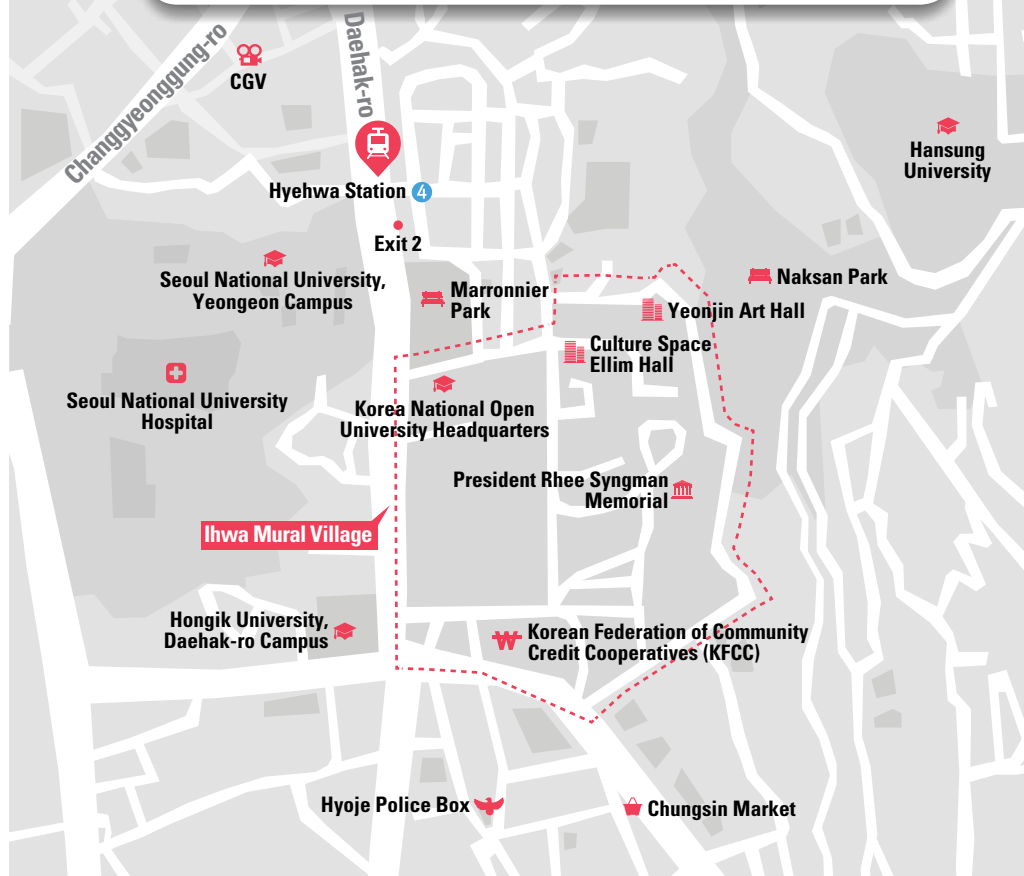 Changgyeonggung-ro
CGV
Daehak-ro
Hyehwa Station 4
Exit 2
Hansung
University
Seoul National University,
Yeongeon Campus
Marronnier
Park
Naksan Park
Yeonjin Art Hall
Culture Space
Ellim Hall
Seoul National University
Hospital
Korea National Open
University Headquarters
President Rhee Syngman
Memorial
Ihwa Mural Village
Hongik University,
Daehak-ro Campus
₩ Korean Federation of Community
Credit Cooperatives (KFCC)
Hyoje Police Box
Chungsin Market